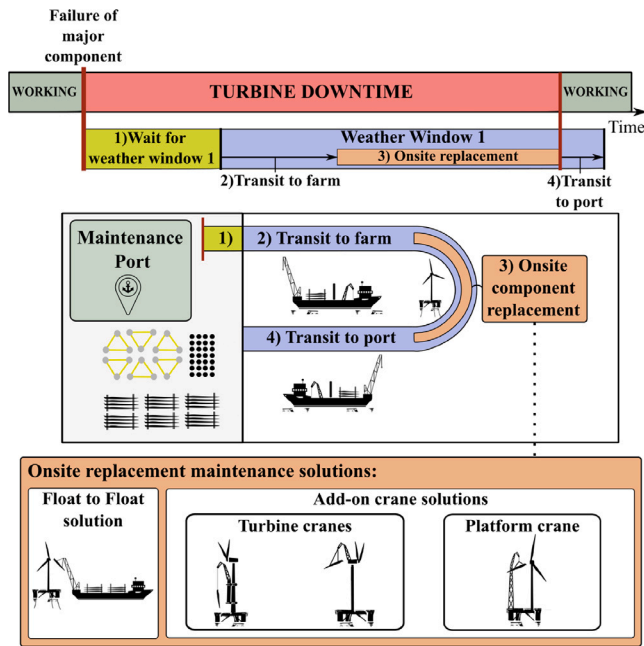 Failure of
major
component
WORKING
TURBINE DOWNTIME
WORKING
Time
1)Wait for
weather window 1
Weather Window 1
3) Onsite replacement
2)Transit to farm
4)Transit
to port
Maintenance
Port
1)
2) Transit to farm
3) Onsite
component
replacement
4) Transit to port
Onsite replacement maintenance solutions:
Float to Float
solution
Add-on crane solutions
Turbine cranes
Platform crane